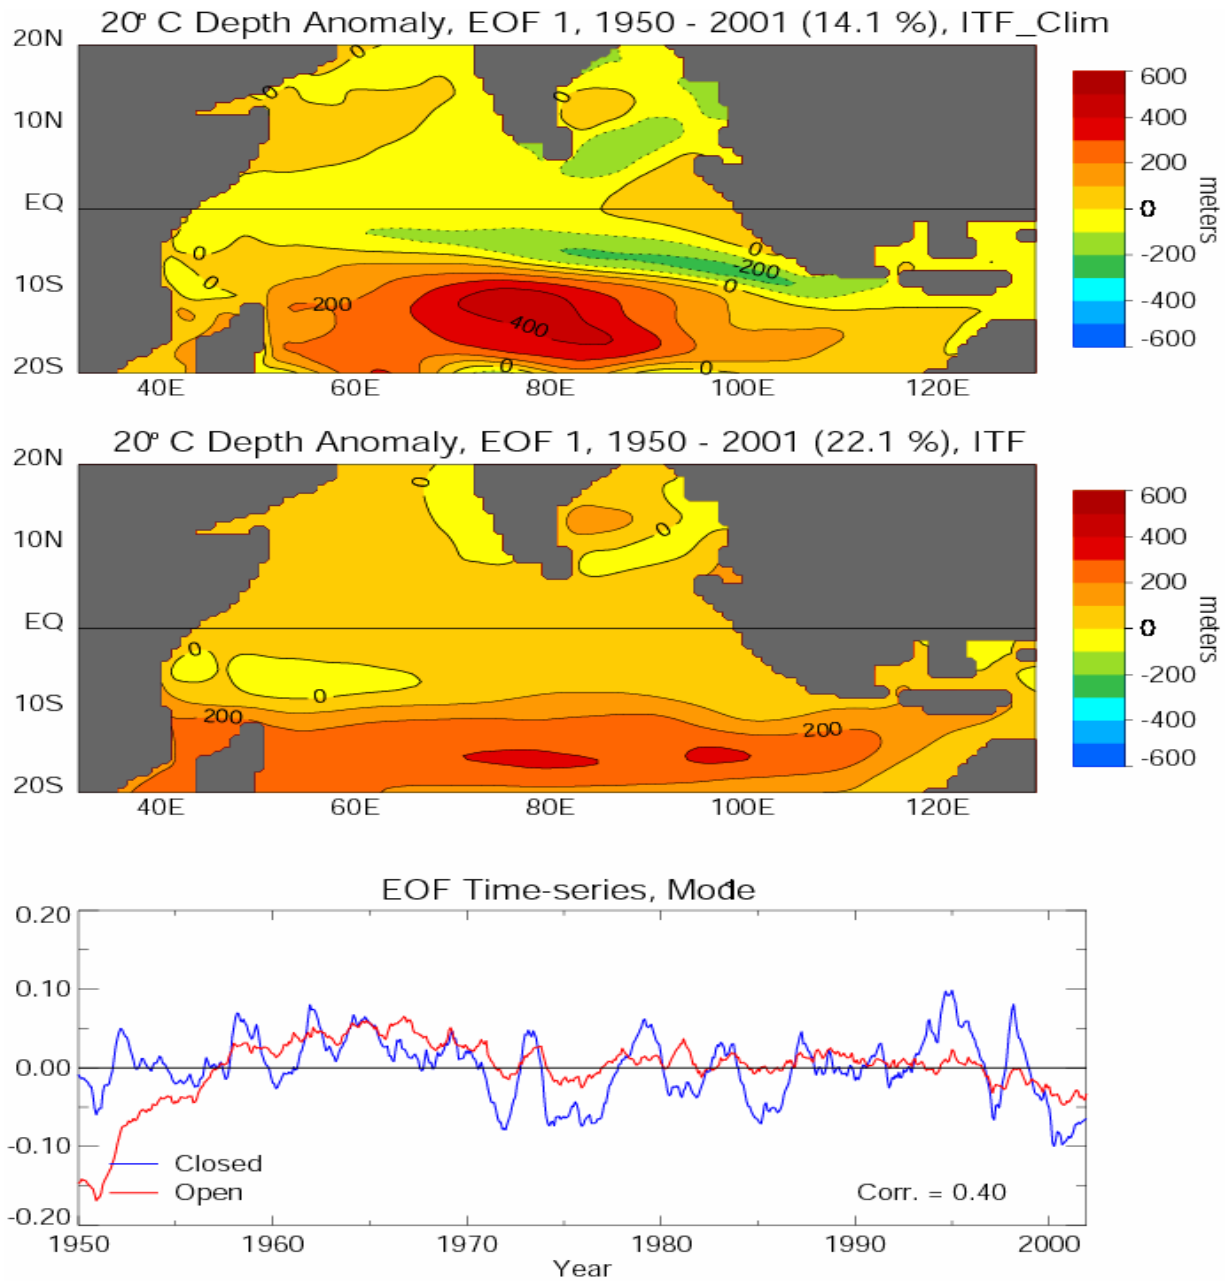 20° C Depth Anomaly, EOF 1, 1950 - 2001 (14.1 %), ITF_Clim
20N
10N
EQ
10S
20S
40E 60E 80E 100E 120E
0
0
0
0
0
0
-200
0
200
400
0
0
600
400
200
0
-200
-400
-600
meters
20° C Depth Anomaly, EOF 1, 1950 - 2001 (22.1 %), ITF
20N
10N
EQ
10S
20S
40E 60E 80E 100E 120E
0
0
0
0
200
200
600
400
200
0
-200
-400
-600
meters
EOF Time-series, Mode
0.20
0.10
0.00
-0.10
-0.20
Closed
Open
Corr. = 0.40
1950 1960 1970 1980 1990 2000
Year